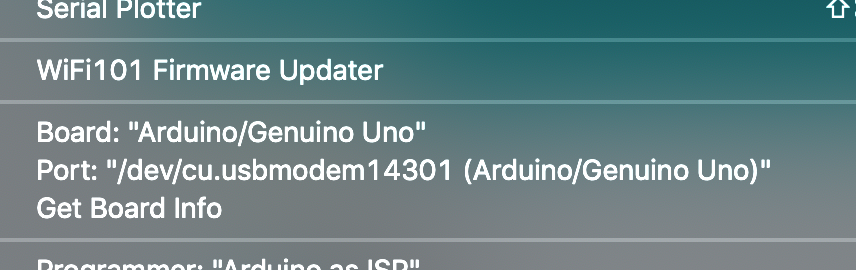 Serial Plotter
WiFi101 Firmware Updater
Board: "Arduino/Genuino Uno"
Port: "/dev/cu.usbmodem14301 (Arduino/Genuino Uno)"
Get Board Info
Programmer: "Arduino as ISP"